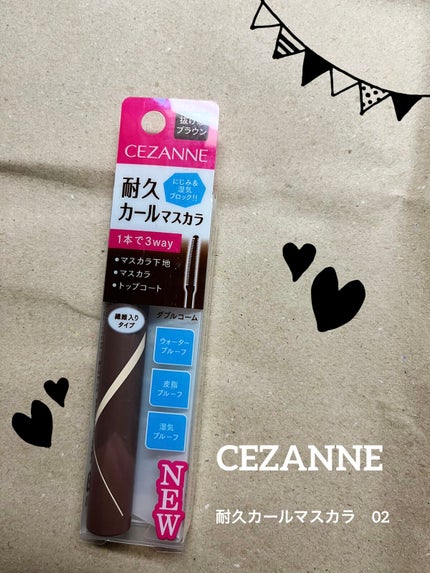 ブラウン
CEZANNE
にじみ&
湿気
ブロック!!
耐久
カールマスカラ
1本で3way
•マスカラ下地
•マスカラ
•トップコート
繊維入り
タイプ
ダブルコーム
ウォーター
プルーフ
皮脂
プルーフ
湿気
プルーフ
NEW
CEZANNE
耐久カールマスカラ 02